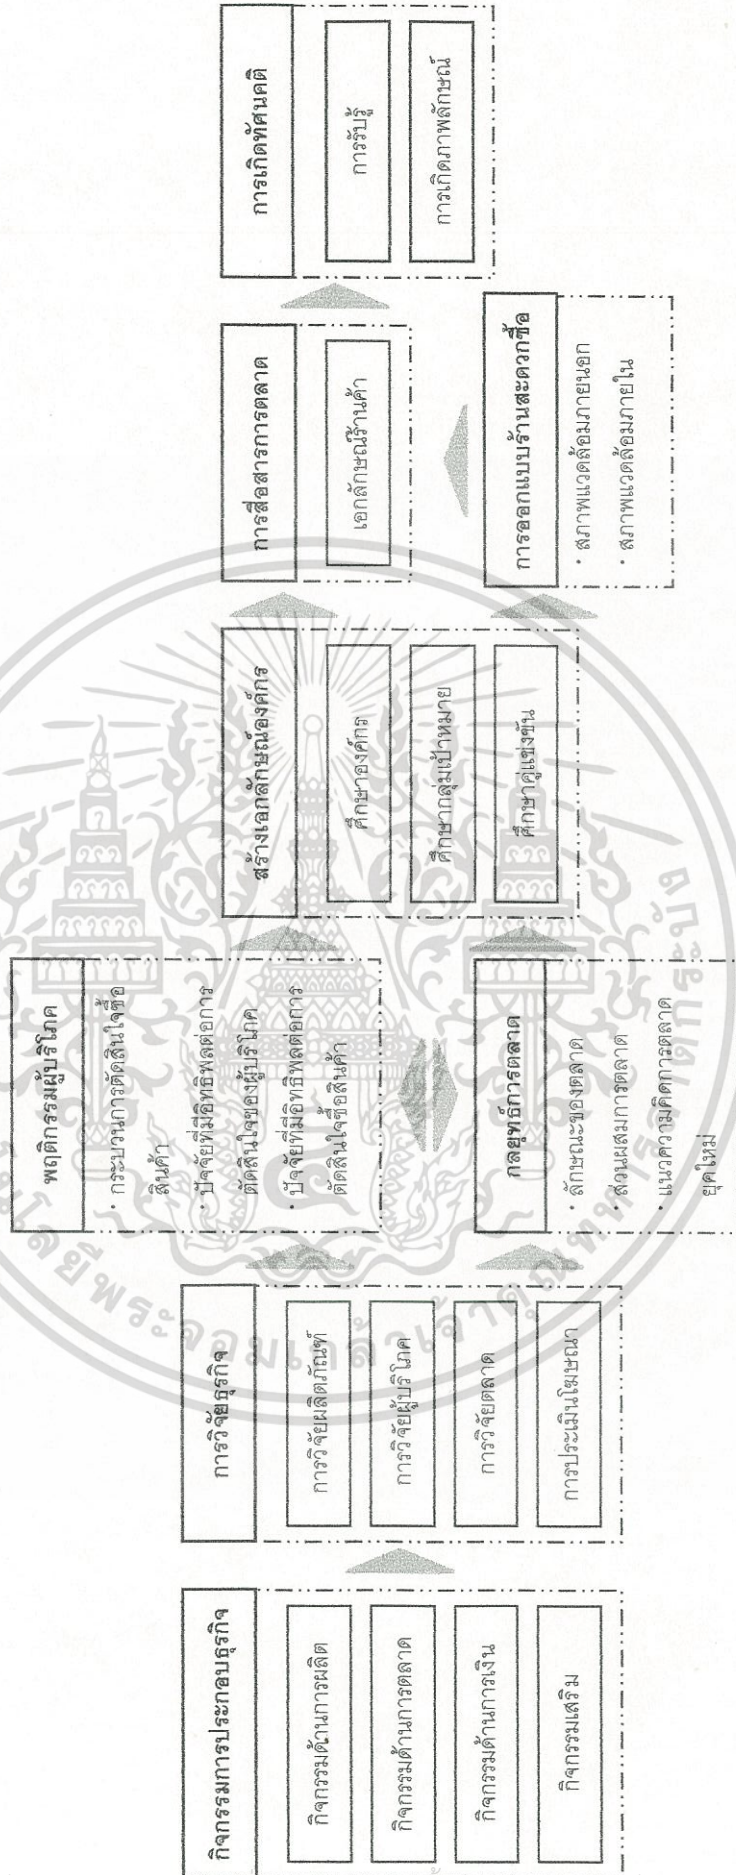 กิจกรรมการประกอบธุรกิจ
กิจกรรมด้านการผลิต
กิจกรรมด้านการตลาด
กิจกรรมด้านการเงิน
กิจกรรมเสริม
การวิจัยธุรกิจ
การวิจัยผลิตภัณฑ์
การวิจัยผู้บริโภค
การวิจัยตลาด
การประเมินโฆษณา
พฤติกรรมผู้บริโภค
· กระบวนการตัดสินใจซื้อ
สินค้า
· ปัจจัยที่มีอิทธิพลต่อการ
ตัดสินใจของผู้บริโภค
· ปัจจัยที่มีอิทธิพลต่อการ
ตัดสินใจซื้อสินค้า
กลยุทธ์การตลาด
· ลักษณะของตลาด
· ส่วนผสมการตลาด
· แนวความคิดการตลาด
ยุคใหม่
สร้างเอกลักษณ์องค์กร
ศึกษาองค์กร
ศึกษากลุ่มเป้าหมาย
ศึกษาคู่แข่งขัน
การสื่อสารการตลาด
เอกลักษณ์ร้านค้า
การออกแบบร้านสะดวกซื้อ
· สภาพแวดล้อมภายนอก
· สภาพแวดล้อมภายใน
การเกิดทัศนคติ
การรับรู้
การเกิดภาพลักษณ์